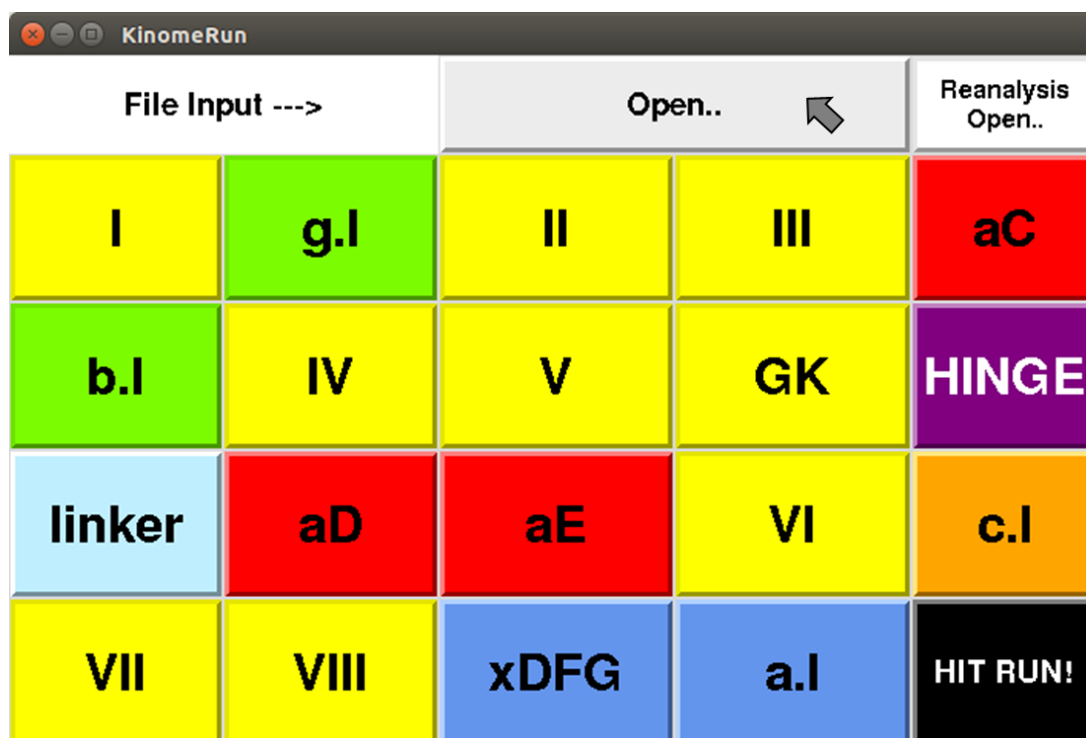 KinomeRun
File Input --->
Open..
Reanalysis
Open..
I
g.I
II
III
aC
b.I
IV
V
GK
HINGE
linker
aD
aE
VI
c.I
VII
VIII
xDFG
a.I
HIT RUN!